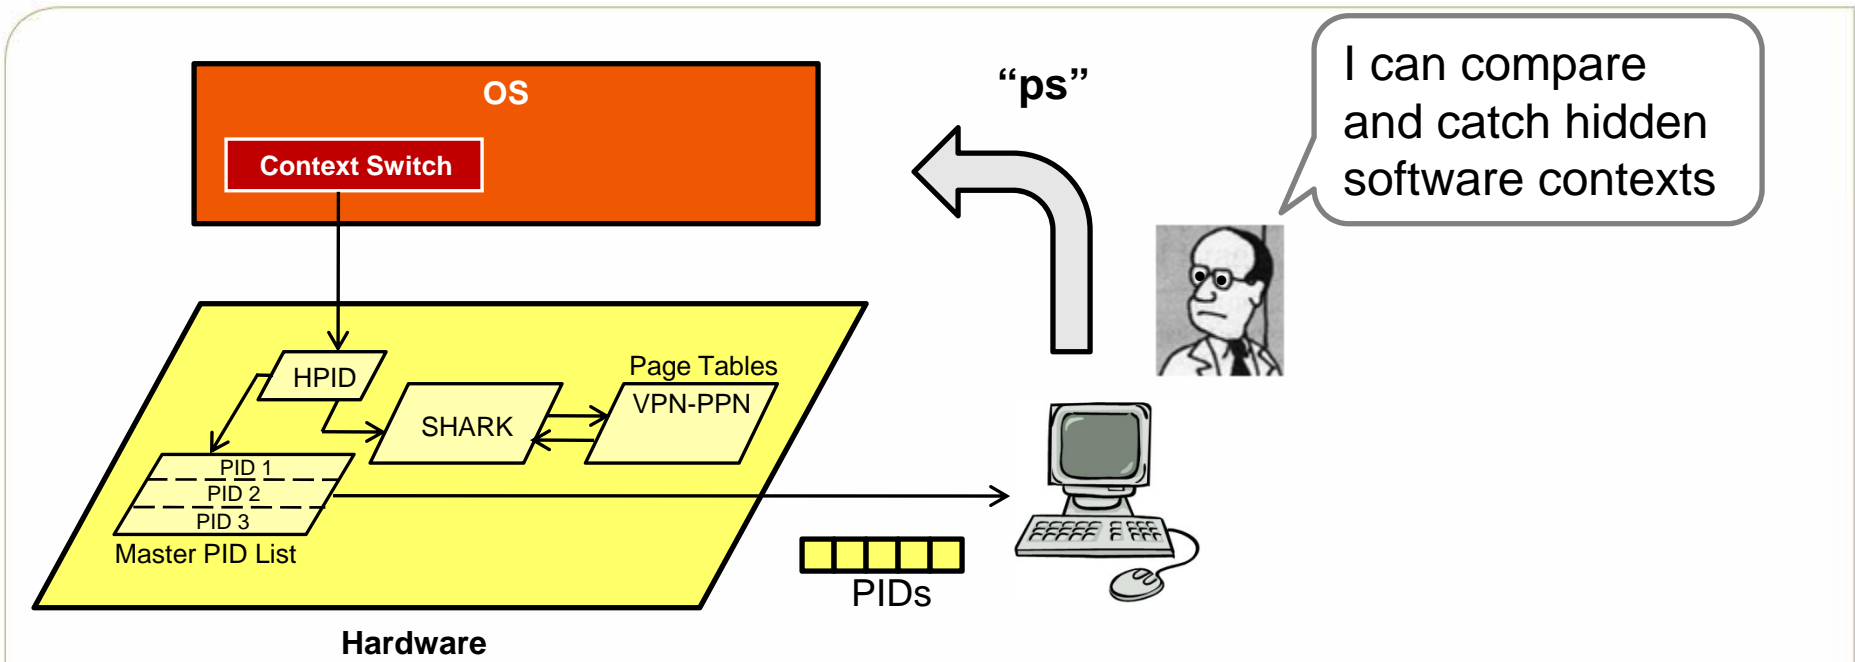 OS
Context Switch
“ps”
I can compare
and catch hidden
software contexts
HPID
SHARK
Page Tables
VPN-PPN
PID 1
PID 2
PID 3
Master PID List
PIDs
Hardware